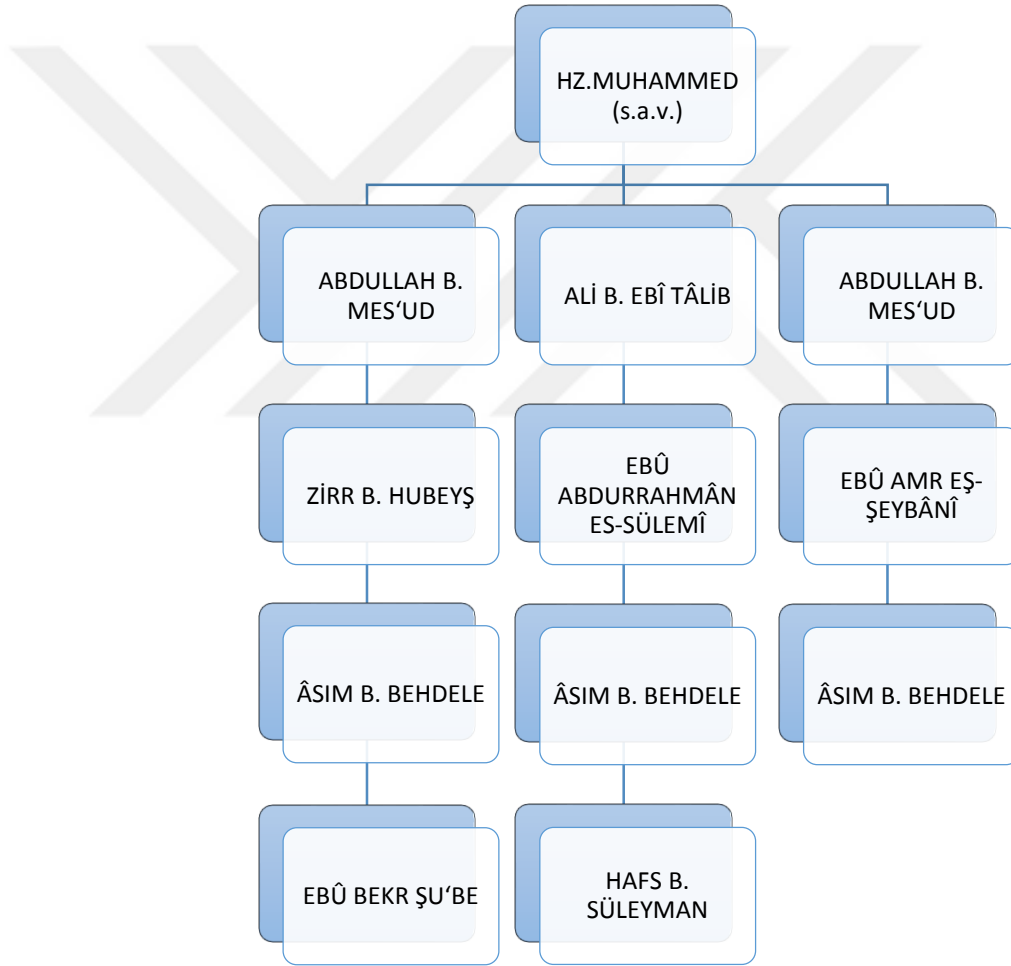 HZ.MUHAMMED
(s.a.v.)
ABDULLAH B.
MES‘UD
ALİ B. EBÎ TÂLİB
ABDULLAH B.
MES‘UD
ZİRR B. HUBEYŞ
EBÛ
ABDURRAHMÂN
ES-SÜLEMÎ
EBÛ AMR EŞ-
ŞEYBÂNÎ
ÂSIM B. BEHDELE
ÂSIM B. BEHDELE
ÂSIM B. BEHDELE
EBÛ BEKR ŞU‘BE
HAFS B.
SÜLEYMAN